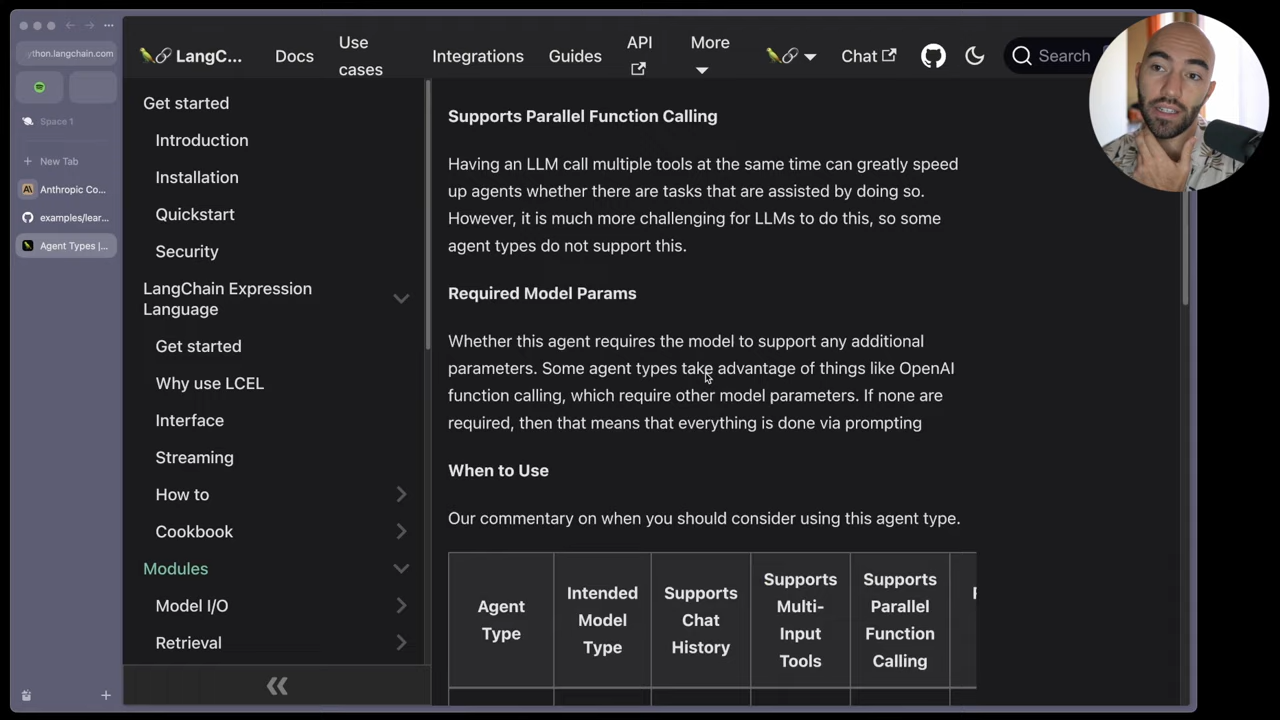 ython.langchain.com
Space 1
New Tab
Anthropic Co...
examples/lear...
Agent Types |...
LangC...
Docs
Use
cases
Integrations
Guides
API
More
Chat
Search
Get started
Introduction
Installation
Quickstart
Security
LangChain Expression
Language
Get started
Why use LCEL
Interface
Streaming
How to
Cookbook
Modules
Model I/O
Retrieval
Supports Parallel Function Calling
Having an LLM call multiple tools at the same time can greatly speed
up agents whether there are tasks that are assisted by doing so.
However, it is much more challenging for LLMs to do this, so some
agent types do not support this.
Required Model Params
Whether this agent requires the model to support any additional
parameters. Some agent types take advantage of things like OpenAI
function calling, which require other model parameters. If none are
required, then that means that everything is done via prompting
When to Use
Our commentary on when you should consider using this agent type.
Agent
Type
Intended
Model
Type
Supports
Chat
History
Supports
Multi-
Input
Tools
Supports
Parallel
Function
Calling